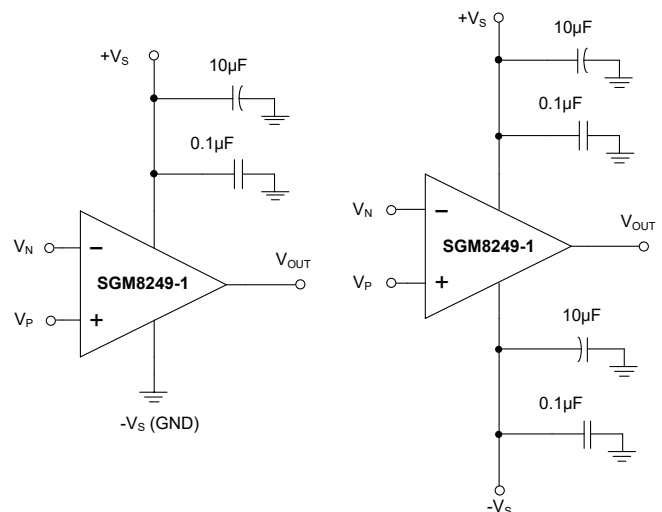 +VS
10µF
0.1µF
VN
−
SGM8249-1
VOUT
VP
+
-VS (GND)
+VS
10µF
0.1µF
VN
−
SGM8249-1
VOUT
VP
+
10µF
0.1µF
-VS